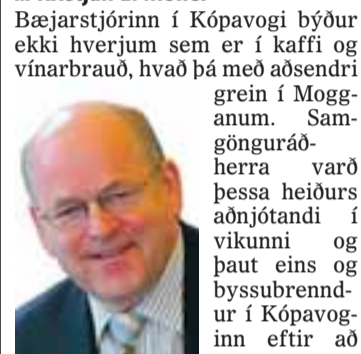 Bæjarstjórinn í Kópavogi býður
ekki hverjum sem er í kaffi og
vínarbrauð, hvað þá með aðsendri
grein í Mogg-
anum. Sam-
gönguráð-
herra varð
þessa heiðurs
aðnjótandi í
vikunni og
þaut eins og
byssubrennd-
ur í Kópavog-
inn eftir að